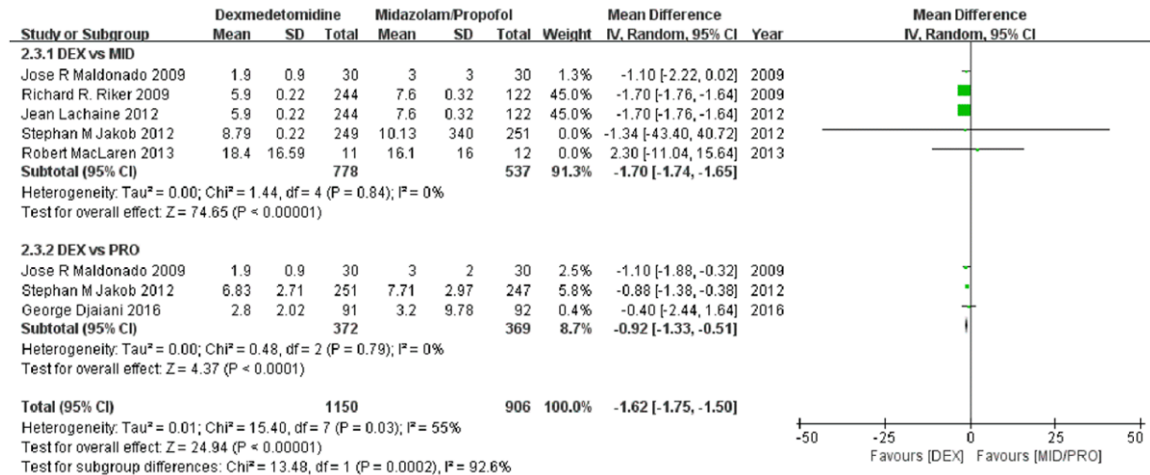 Dexmedetomidine Midazolam/Propofol Mean Difference Mean Difference
Study or Subgroup Mean SD Total Mean SD Total Weight IV, Random, 95% CI Year IV, Random, 95% CI
2.3.1 DEX vs MID
Jose R Maldonado 2009 1.9 0.9 30 3 3 30 1.3% -1.10 [-2.22, 0.02] 2009
Richard R. Riker 2009 5.9 0.22 244 7.6 0.32 122 45.0% -1.70 [-1.76, -1.64] 2009
Jean Lachaine 2012 5.9 0.22 244 7.6 0.32 122 45.0% -1.70 [-1.76, -1.64] 2012
Stephan M Jakob 2012 8.79 0.22 249 10.13 340 251 0.0% -1.34 [-43.40, 40.72] 2012
Robert MacLaren 2013 18.4 16.59 11 16.1 16 12 0.0% 2.30 [-11.04, 15.64] 2013
Subtotal (95% CI) 778 537 91.3% -1.70 [-1.74, -1.65]
Heterogeneity: Tau² = 0.00; Chi² = 1.44, df = 4 (P = 0.84); I² = 0%
Test for overall effect: Z = 74.65 (P < 0.00001)
2.3.2 DEX vs PRO
Jose R Maldonado 2009 1.9 0.9 30 3 2 30 2.5% -1.10 [-1.88, -0.32] 2009
Stephan M Jakob 2012 6.83 2.71 251 7.71 2.97 247 5.8% -0.88 [-1.38, -0.38] 2012
George Djaiani 2016 2.8 2.02 91 3.2 9.78 92 0.4% -0.40 [-2.44, 1.64] 2016
Subtotal (95% CI) 372 369 8.7% -0.92 [-1.33, -0.51]
Heterogeneity: Tau² = 0.00; Chi² = 0.48, df = 2 (P = 0.79); I² = 0%
Test for overall effect: Z = 4.37 (P < 0.0001)
Total (95% CI) 1150 906 100.0% -1.62 [-1.75, -1.50]
Heterogeneity: Tau² = 0.01; Chi² = 15.40, df = 7 (P = 0.03); I² = 55%
Test for overall effect: Z = 24.94 (P < 0.00001)
Test for subgroup differences: Chi² = 13.48, df = 1 (P = 0.0002), I² = 92.6%
-50 -25 0 25 50
Favours [DEX] Favours [MID/PRO]